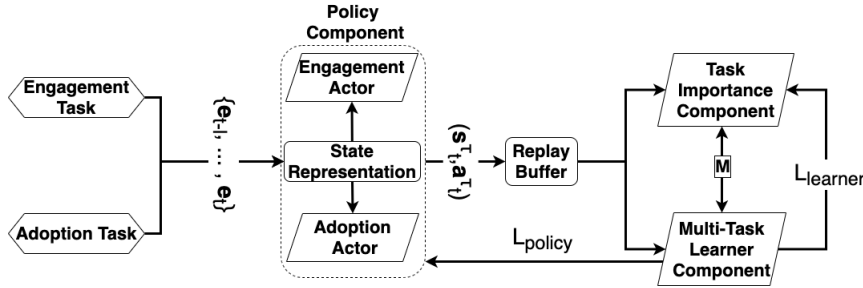 Policy
Component
Engagement
Task
Adoption Task
{e_{t-l}, ... , e_t}
Engagement
Actor
State
Representation
Adoption
Actor
(s^τ_t,a^τ_t)
Replay
Buffer
Task
Importance
Component
M
L_learner
Multi-Task
Learner
Component
L_policy